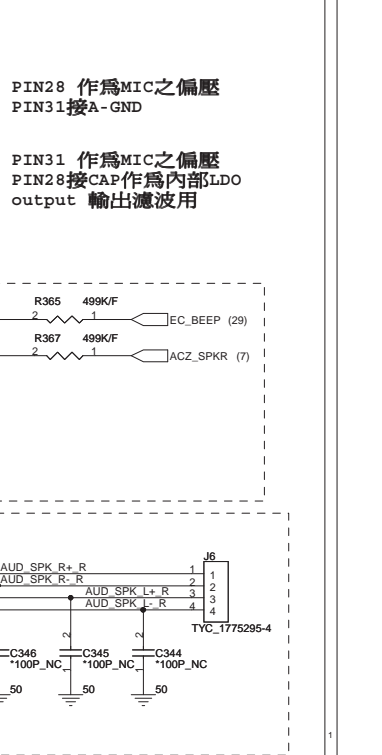 PIN28 作爲MIC之偏壓
PIN31接A-GND
PIN31 作爲MIC之偏壓
PIN28接CAP作爲內部LDO
output 輸出濾波用
R365 499K/F
2 1 EC_BEEP (29)
R367 499K/F
2 1 ACZ_SPKR (7)
J6
AUD_SPK_R+_R 1 1
AUD_SPK_R-_R 2 2
AUD_SPK_L+_R 3 3
AUD_SPK_L-_R 4 4
TYC_1775295-4
2 2
C346 C345 C344
*100P_NC *100P_NC *100P_NC
1 1
50 50 50
1